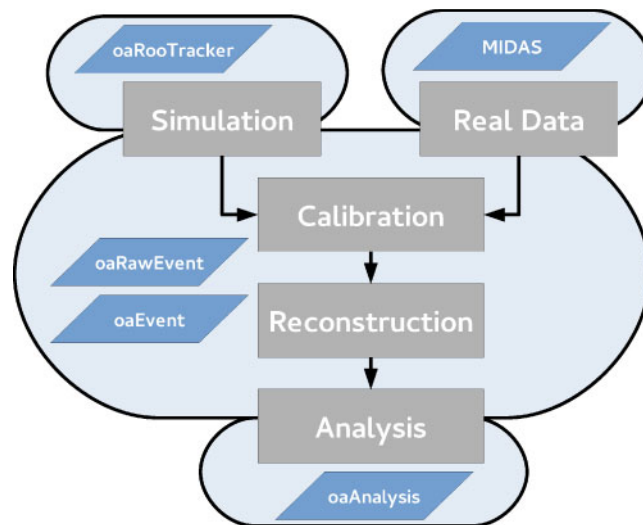 oaRooTracker
MIDAS
Simulation
Real Data
Calibration
oaRawEvent
oaEvent
Reconstruction
Analysis
oaAnalysis